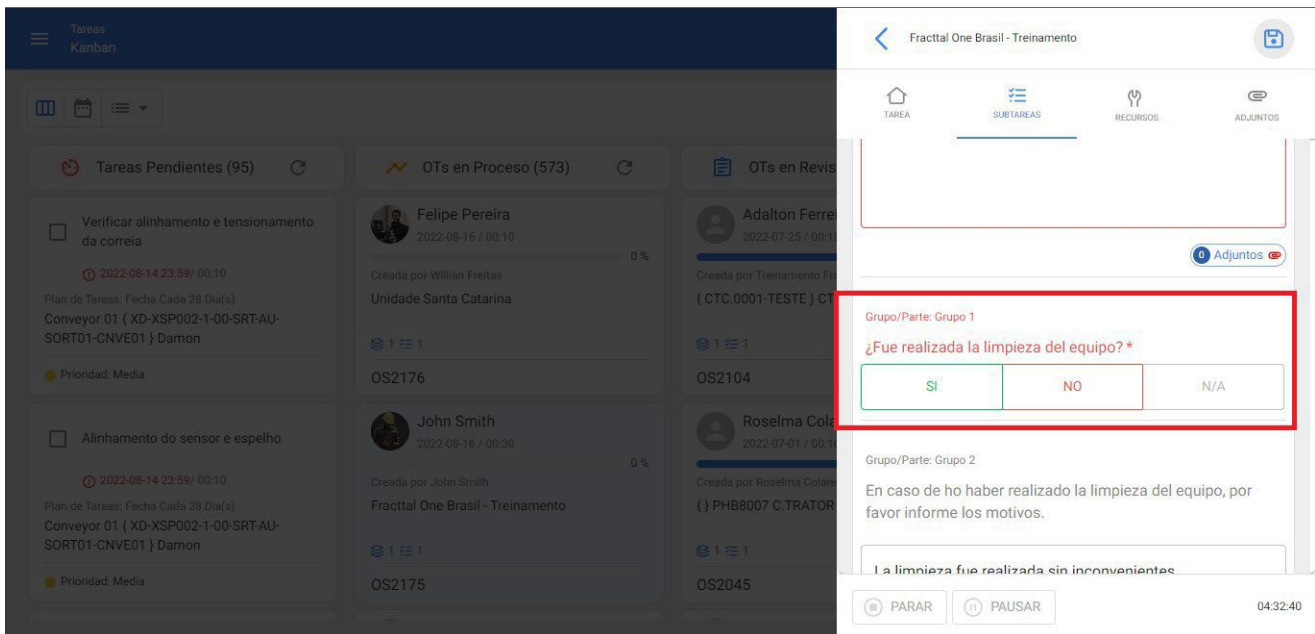 Tareas
Kanban
Fracttal One Brasil - Treinamento
TAREA
SUBTAREAS
RECURSOS
ADJUNTOS
Tareas Pendientes (95)
OTs en Proceso (573)
OTs en Revis
Verificar alinhamento e tensionamento
da correia
2022-08-14 23:59/ 00:10
Plan de Tareas: Fecha Cada 28 Dia(s)
Conveyor 01 { XD-XSP002-1-00-SRT-AU-
SORT01-CNVE01 } Damon
Prioridad: Media
Alinhamento do sensor e espelho
2022-08-14 23:59/ 00:10
Plan de Tareas: Fecha Cada 28 Dia(s)
Conveyor 01 { XD-XSP002-1-00-SRT-AU-
SORT01-CNVE01 } Damon
Prioridad: Media
Felipe Pereira
2022-08-16 / 00:10
0 %
Creada por Willian Freitas
Unidade Santa Catarina
1 1
OS2176
John Smith
2022-08-16 / 00:30
0 %
Creada por John Smith
Fracttal One Brasil - Treinamento
1 1
OS2175
Adalton Ferre
2022-07-25 / 00:1
Creada por Treinamento Fra
{ CTC.0001-TESTE } CT
1 1
OS2104
Roselma Cola
2022-07-01 / 00:1
Creada por Roselma Colare
{ } PHB8007 C.TRATOR
1 1
OS2045
0 Adjuntos
Grupo/Parte: Grupo 1
¿Fue realizada la limpieza del equipo? *
SI
NO
N/A
Grupo/Parte: Grupo 2
En caso de ho haber realizado la limpieza del equipo, por
favor informe los motivos.
La limpieza fue realizada sin inconvenientes
PARAR
PAUSAR
04:32:40